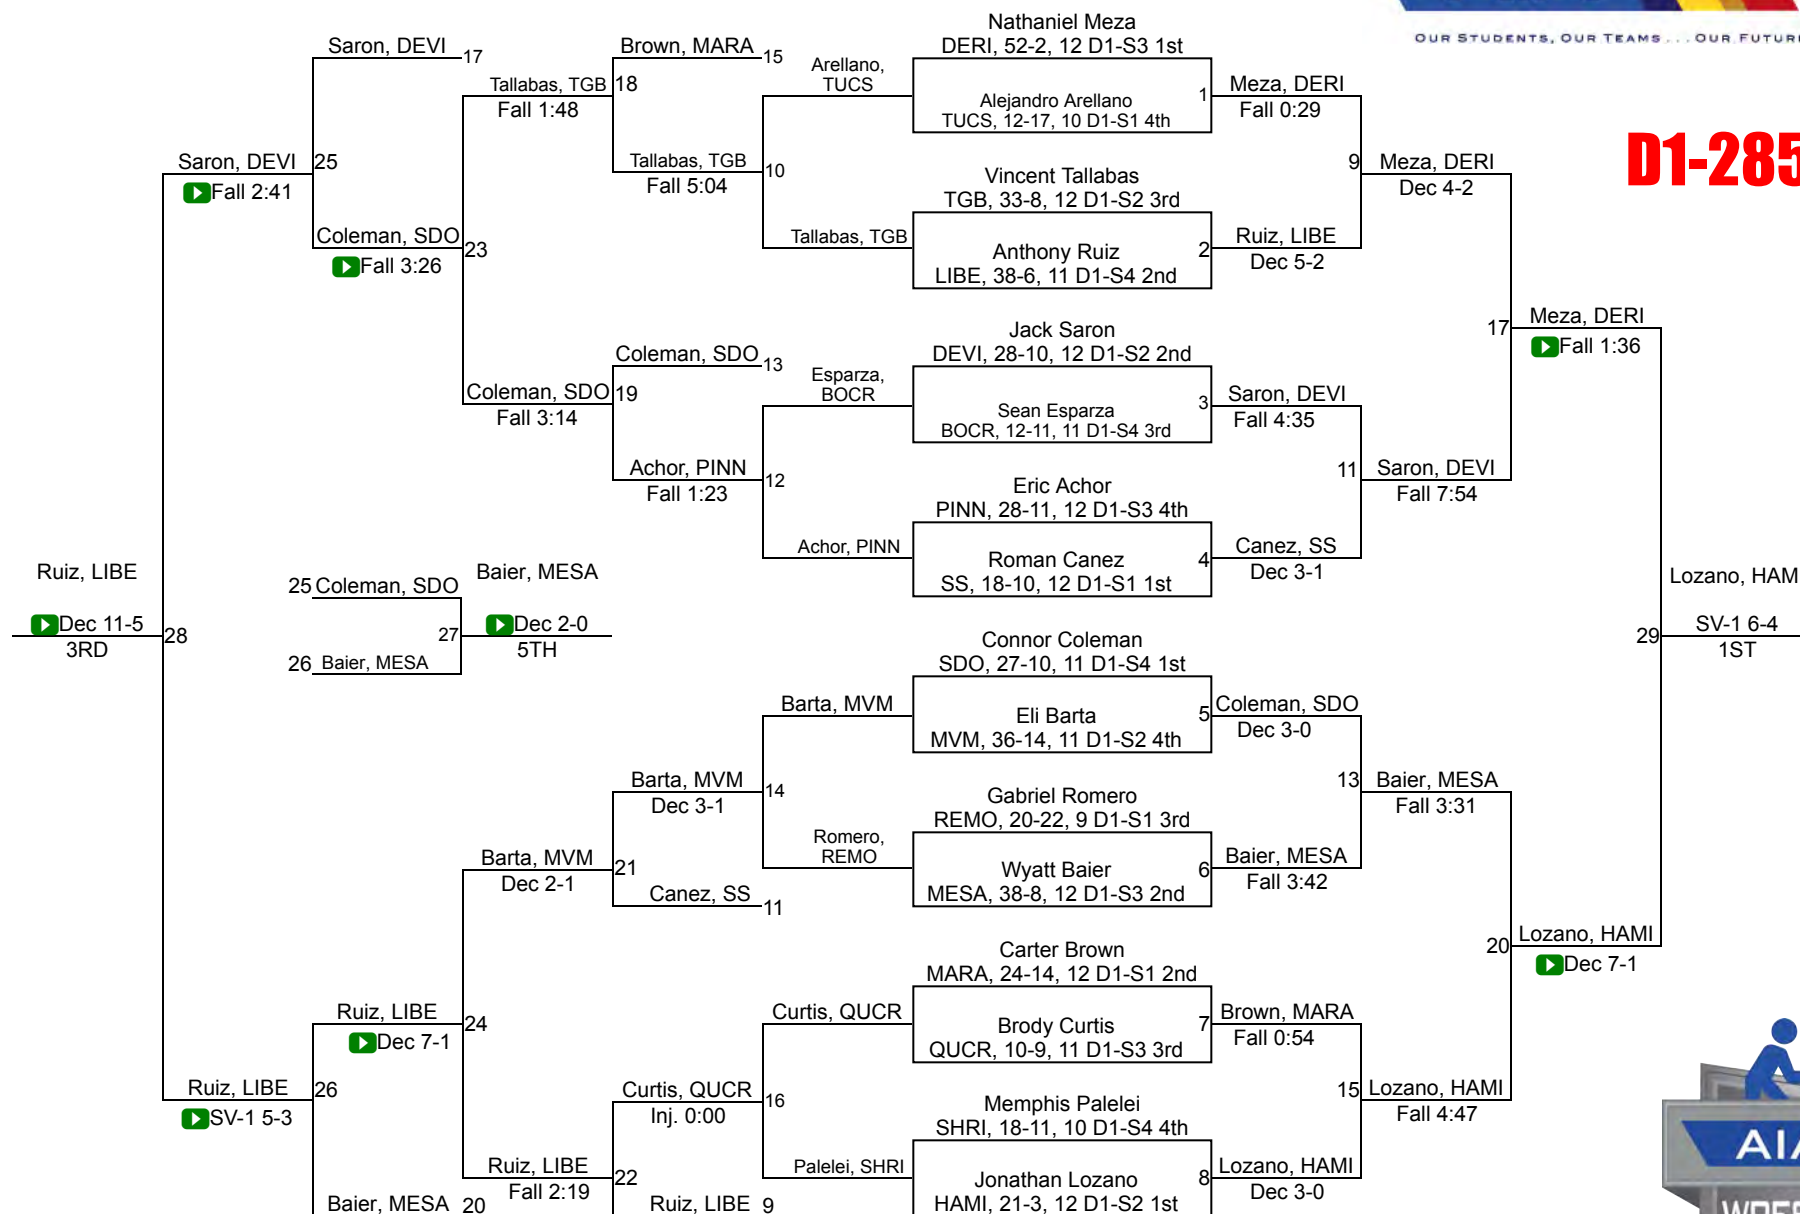 OUR STUDENTS, OUR TEAMS . . . OUR FUTUR
D1-285
Saron, DEVI
17
Tallabas, TGB
18
Fall 1:48
Brown, MARA
15
Tallabas, TGB
10
Fall 5:04
Arellano,
TUCS
Tallabas, TGB
Nathaniel Meza
DERI, 52-2, 12 D1-S3 1st
Alejandro Arellano
TUCS, 12-17, 10 D1-S1 4th
1
Meza, DERI
Fall 0:29
Vincent Tallabas
TGB, 33-8, 12 D1-S2 3rd
Anthony Ruiz
LIBE, 38-6, 11 D1-S4 2nd
2
Ruiz, LIBE
Dec 5-2
9
Meza, DERI
Dec 4-2
Saron, DEVI
25
Fall 2:41
Coleman, SDO
23
Fall 3:26
Coleman, SDO
13
Coleman, SDO
19
Fall 3:14
Achor, PINN
12
Fall 1:23
Esparza,
BOCR
Achor, PINN
Jack Saron
DEVI, 28-10, 12 D1-S2 2nd
Sean Esparza
BOCR, 12-11, 11 D1-S4 3rd
3
Saron, DEVI
Fall 4:35
Eric Achor
PINN, 28-11, 12 D1-S3 4th
Roman Canez
SS, 18-10, 12 D1-S1 1st
4
Canez, SS
Dec 3-1
11
Saron, DEVI
Fall 7:54
17
Meza, DERI
Fall 1:36
Ruiz, LIBE
Dec 11-5
3RD
28
25 Coleman, SDO
26 Baier, MESA
27
Baier, MESA
Dec 2-0
5TH
Lozano, HAM
29
SV-1 6-4
1ST
Barta, MVM
Connor Coleman
SDO, 27-10, 11 D1-S4 1st
Eli Barta
MVM, 36-14, 11 D1-S2 4th
5
Coleman, SDO
Dec 3-0
Barta, MVM
14
Dec 3-1
Romero,
REMO
Gabriel Romero
REMO, 20-22, 9 D1-S1 3rd
Wyatt Baier
MESA, 38-8, 12 D1-S3 2nd
6
Baier, MESA
Fall 3:42
13
Baier, MESA
Fall 3:31
Barta, MVM
21
Dec 2-1
Canez, SS
11
20
Lozano, HAMI
Dec 7-1
Ruiz, LIBE
24
Dec 7-1
Curtis, QUCR
Carter Brown
MARA, 24-14, 12 D1-S1 2nd
Brody Curtis
QUCR, 10-9, 11 D1-S3 3rd
7
Brown, MARA
Fall 0:54
Ruiz, LIBE
26
SV-1 5-3
Curtis, QUCR
16
Inj. 0:00
Memphis Palelei
SHRI, 18-11, 10 D1-S4 4th
15
Lozano, HAMI
Fall 4:47
Palelei, SHRI
Jonathan Lozano
HAMI, 21-3, 12 D1-S2 1st
8
Lozano, HAMI
Dec 3-0
Ruiz, LIBE
22
Fall 2:19
Baier, MESA
20
Ruiz, LIBE
9
AIA
WRES